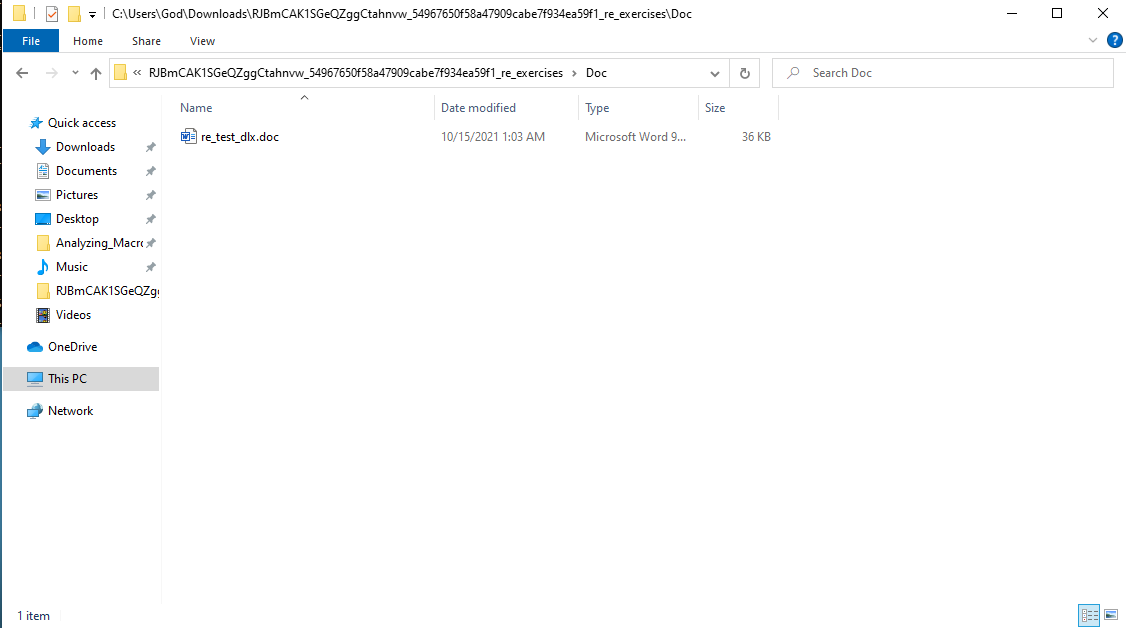 C:\Users\God\Downloads\RJBmCAK1SGeQZggCtahnvw_54967650f58a47909cabe7f934ea59f1_re_exercises\Doc
File Home Share View
« RJBmCAK1SGeQZggCtahnvw_54967650f58a47909cabe7f934ea59f1_re_exercises > Doc Search Doc
Name Date modified Type Size
re_test_dlx.doc 10/15/2021 1:03 AM Microsoft Word 9... 36 KB
Quick access
Downloads
Documents
Pictures
Desktop
Analyzing_Macro
Music
RJBmCAK1SGeQZgg
Videos
OneDrive
This PC
Network
1 item